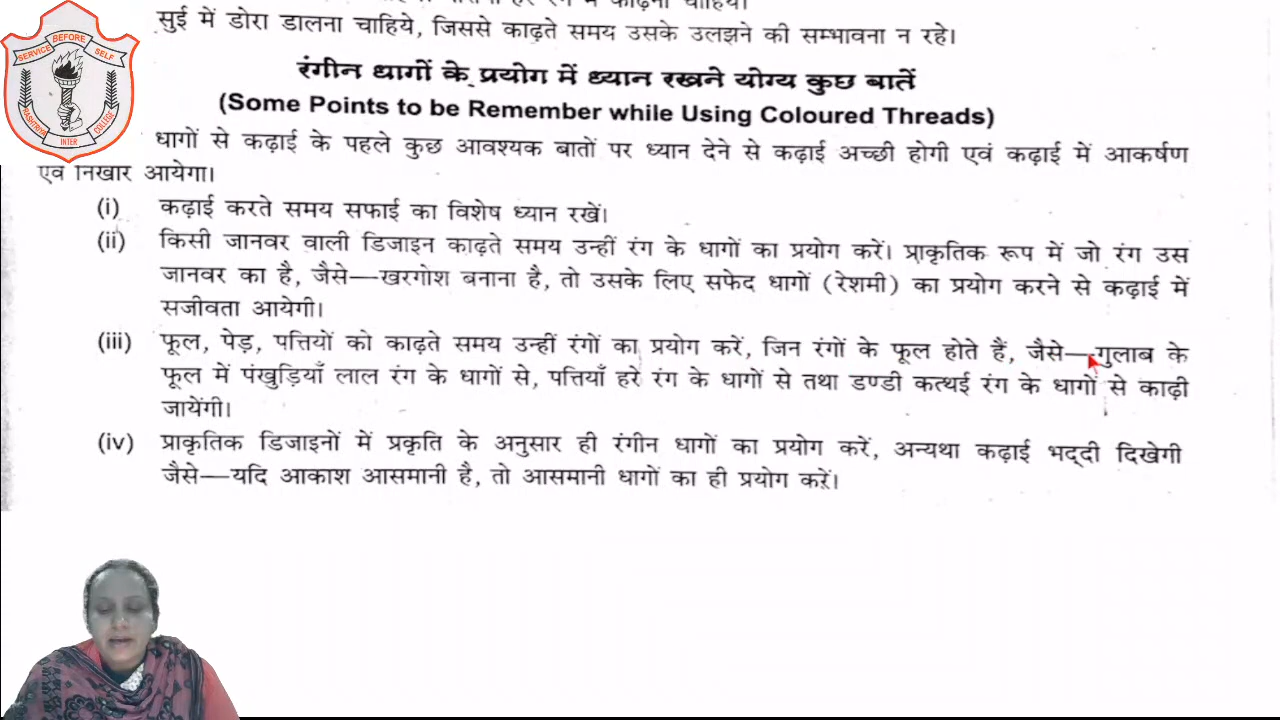 सुई में डोरा डालना चाहिये, जिससे काढ़ते समय उसके उलझने की सम्भावना न रहे।
SERVICE BEFORE SELF
INTER COLLEGE
रंगीन धागों के प्रयोग में ध्यान रखने योग्य कुछ बातें
(Some Points to be Remember while Using Coloured Threads)
धागों से कढ़ाई के पहले कुछ आवश्यक बातों पर ध्यान देने से कढ़ाई अच्छी होगी एवं कढ़ाई में आकर्षण
एवं निखार आयेगा।
(i) कढ़ाई करते समय सफाई का विशेष ध्यान रखें।
(ii) किसी जानवर वाली डिजाइन काढ़ते समय उन्हीं रंग के धागों का प्रयोग करें। प्राकृतिक रूप में जो रंग उस
जानवर का है, जैसे—खरगोश बनाना है, तो उसके लिए सफेद धागों (रेशमी) का प्रयोग करने से कढ़ाई में
सजीवता आयेगी।
(iii) फूल, पेड़, पत्तियों को काढ़ते समय उन्हीं रंगों का प्रयोग करें, जिन रंगों के फूल होते हैं, जैसे—गुलाब के
फूल में पंखुड़ियाँ लाल रंग के धागों से, पत्तियाँ हरे रंग के धागों से तथा डण्डी कत्थई रंग के धागों से काढ़ी
जायेंगी।
(iv) प्राकृतिक डिजाइनों में प्रकृति के अनुसार ही रंगीन धागों का प्रयोग करें, अन्यथा कढ़ाई भद्दी दिखेगी
जैसे—यदि आकाश आसमानी है, तो आसमानी धागों का ही प्रयोग करें।